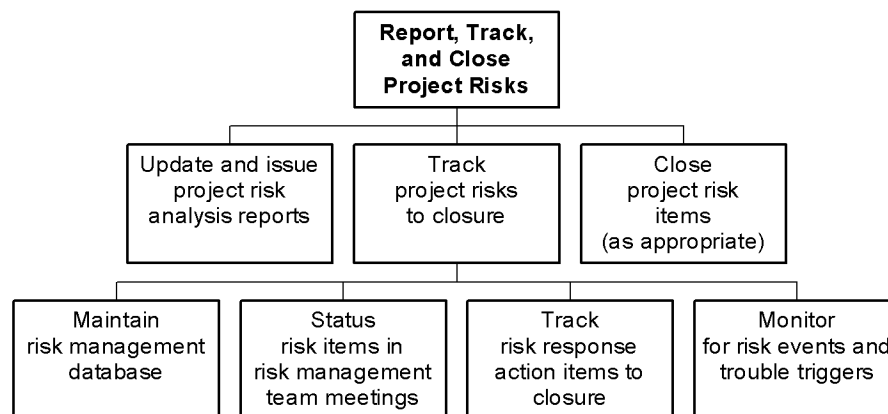 Report, Track,
and Close
Project Risks
Update and issue
project risk
analysis reports
Track
project risks
to closure
Close
project risk
items
(as appropriate)
Maintain
risk management
database
Status
risk items in
risk management
team meetings
Track
risk response
action items to
closure
Monitor
for risk events and
trouble triggers